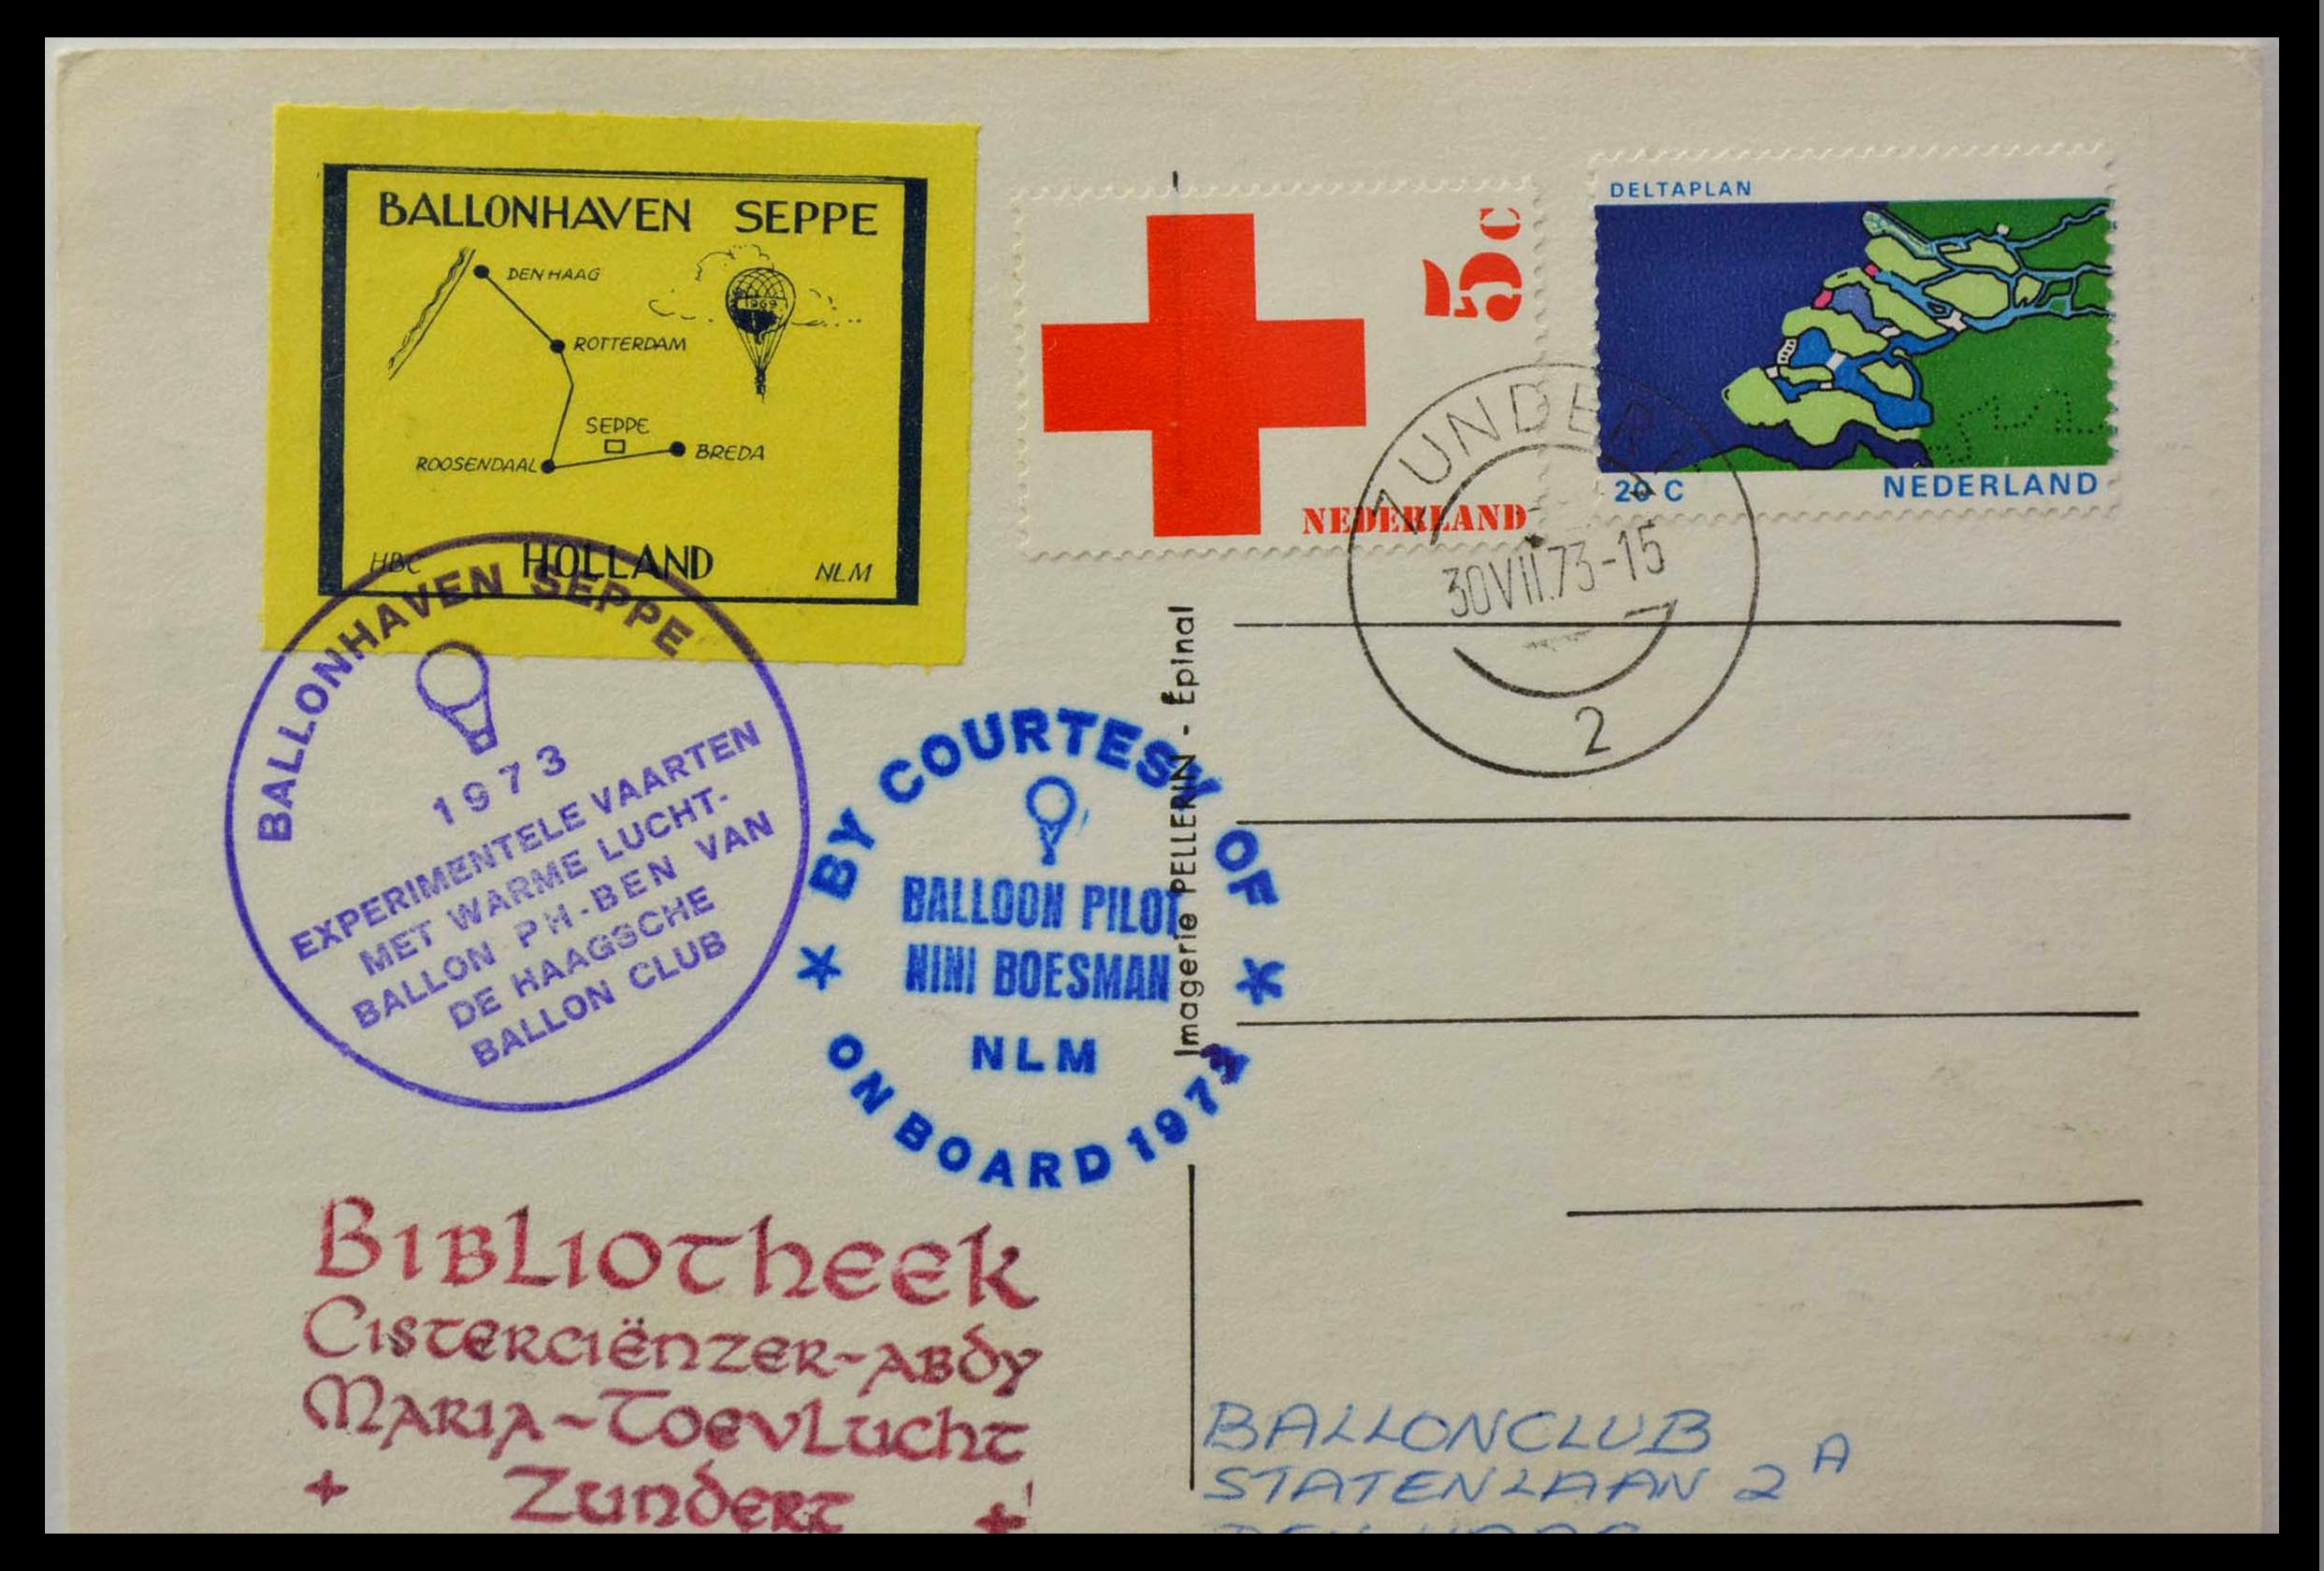 BALLONHAVEN SEPPE
DEN HAAG
1969
ROTTERDAM
SEPPE
ROOSENDAAL
BREDA
HBC HOLLAND NLM
5c
NEDERLAND
DELTAPLAN
20 C NEDERLAND
ZUNDERT
30VII.73-15
2
BALLONHAVEN SEPPE
1973
EXPERIMENTELE VAARTEN
MET WARME LUCHT-
BALLON PH-BEN VAN
DE HAAGSCHE
BALLON CLUB
BY COURTESY OF
BALLOON PILOT
NINI BOESMAN
NLM
ON BOARD 1973
Imagerie PELLERIN - Épinal
BIBLIOTHEEK
CISTERCIËNZER-ABDY
MARIA-TOEVLUCHT
+ ZUNDERT +
BALLONCLUB
STATENLAAN 2 A